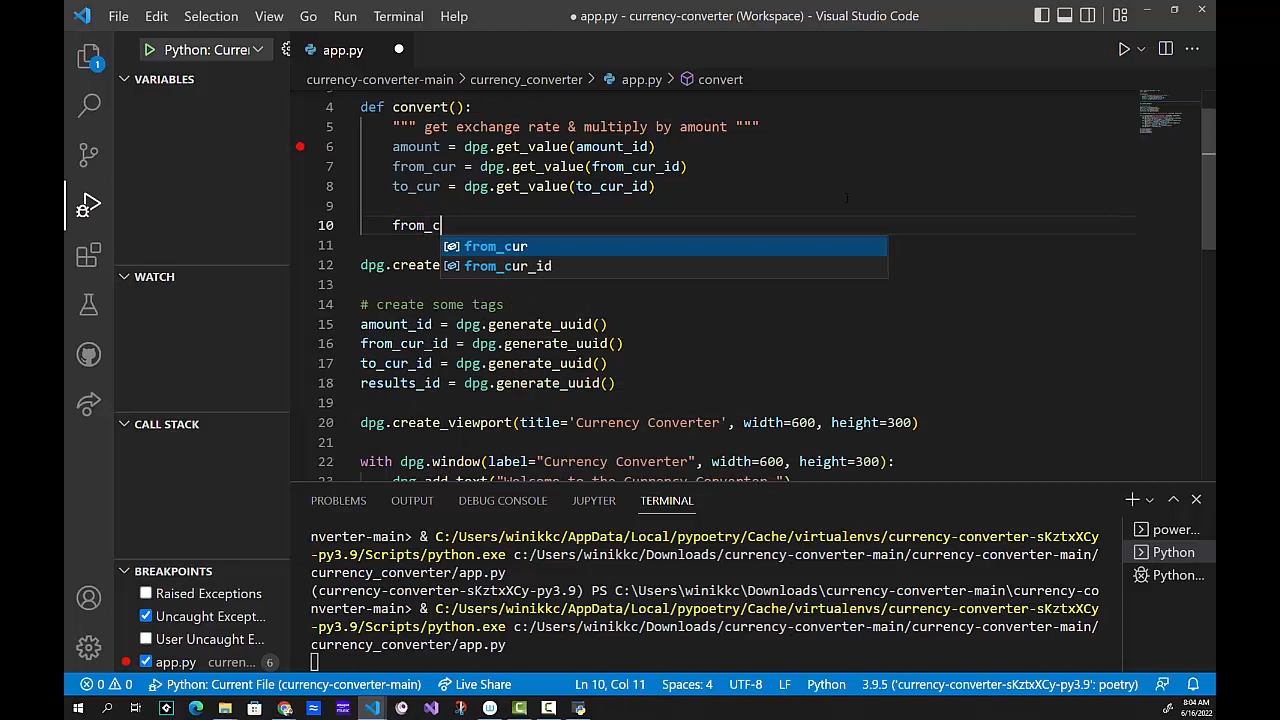 File Edit Selection View Go Run Terminal Help
● app.py - currency-converter (Workspace) - Visual Studio Code
Python: Currer
app.py
VARIABLES
WATCH
CALL STACK
BREAKPOINTS
Raised Exceptions
Uncaught Except...
User Uncaught E...
app.py curren... 6
1
currency-converter-main > currency_converter > app.py > convert
4 def convert():
5 """ get exchange rate & multiply by amount """
6 amount = dpg.get_value(amount_id)
7 from_cur = dpg.get_value(from_cur_id)
8 to_cur = dpg.get_value(to_cur_id)
9
10 from_c
from_cur
from_cur_id
11
12 dpg.create
13
14 # create some tags
15 amount_id = dpg.generate_uuid()
16 from_cur_id = dpg.generate_uuid()
17 to_cur_id = dpg.generate_uuid()
18 results_id = dpg.generate_uuid()
19
20 dpg.create_viewport(title='Currency Converter', width=600, height=300)
21
22 with dpg.window(label="Currency Converter", width=600, height=300):
23 dpg.add_text("Welcome to the Currency Converter.")
PROBLEMS OUTPUT DEBUG CONSOLE JUPYTER TERMINAL
nverter-main> & C:/Users/winikkc/AppData/Local/pypoetry/Cache/virtualenvs/currency-converter-sKztxXCy
-py3.9/Scripts/python.exe c:/Users/winikkc/Downloads/currency-converter-main/
currency_converter/app.py
(currency-converter-sKztxXCy-py3.9) PS C:\Users\winikkc\Downloads\currency-converter-main\currency-co
nverter-main> & C:/Users/winikkc/AppData/Local/pypoetry/Cache/virtualenvs/currency-converter-sKztxXCy
-py3.9/Scripts/python.exe c:/Users/winikkc/Downloads/currency-converter-main/
currency_converter/app.py
power...
Python
Python...
0 0 Python: Current File (currency-converter-main) Live Share Ln 10, Col 11 Spaces: 4 UTF-8 LF Python 3.9.5 ('currency-converter-sKztxXCy-py3.9': poetry)
8:04 AM
6/16/2022